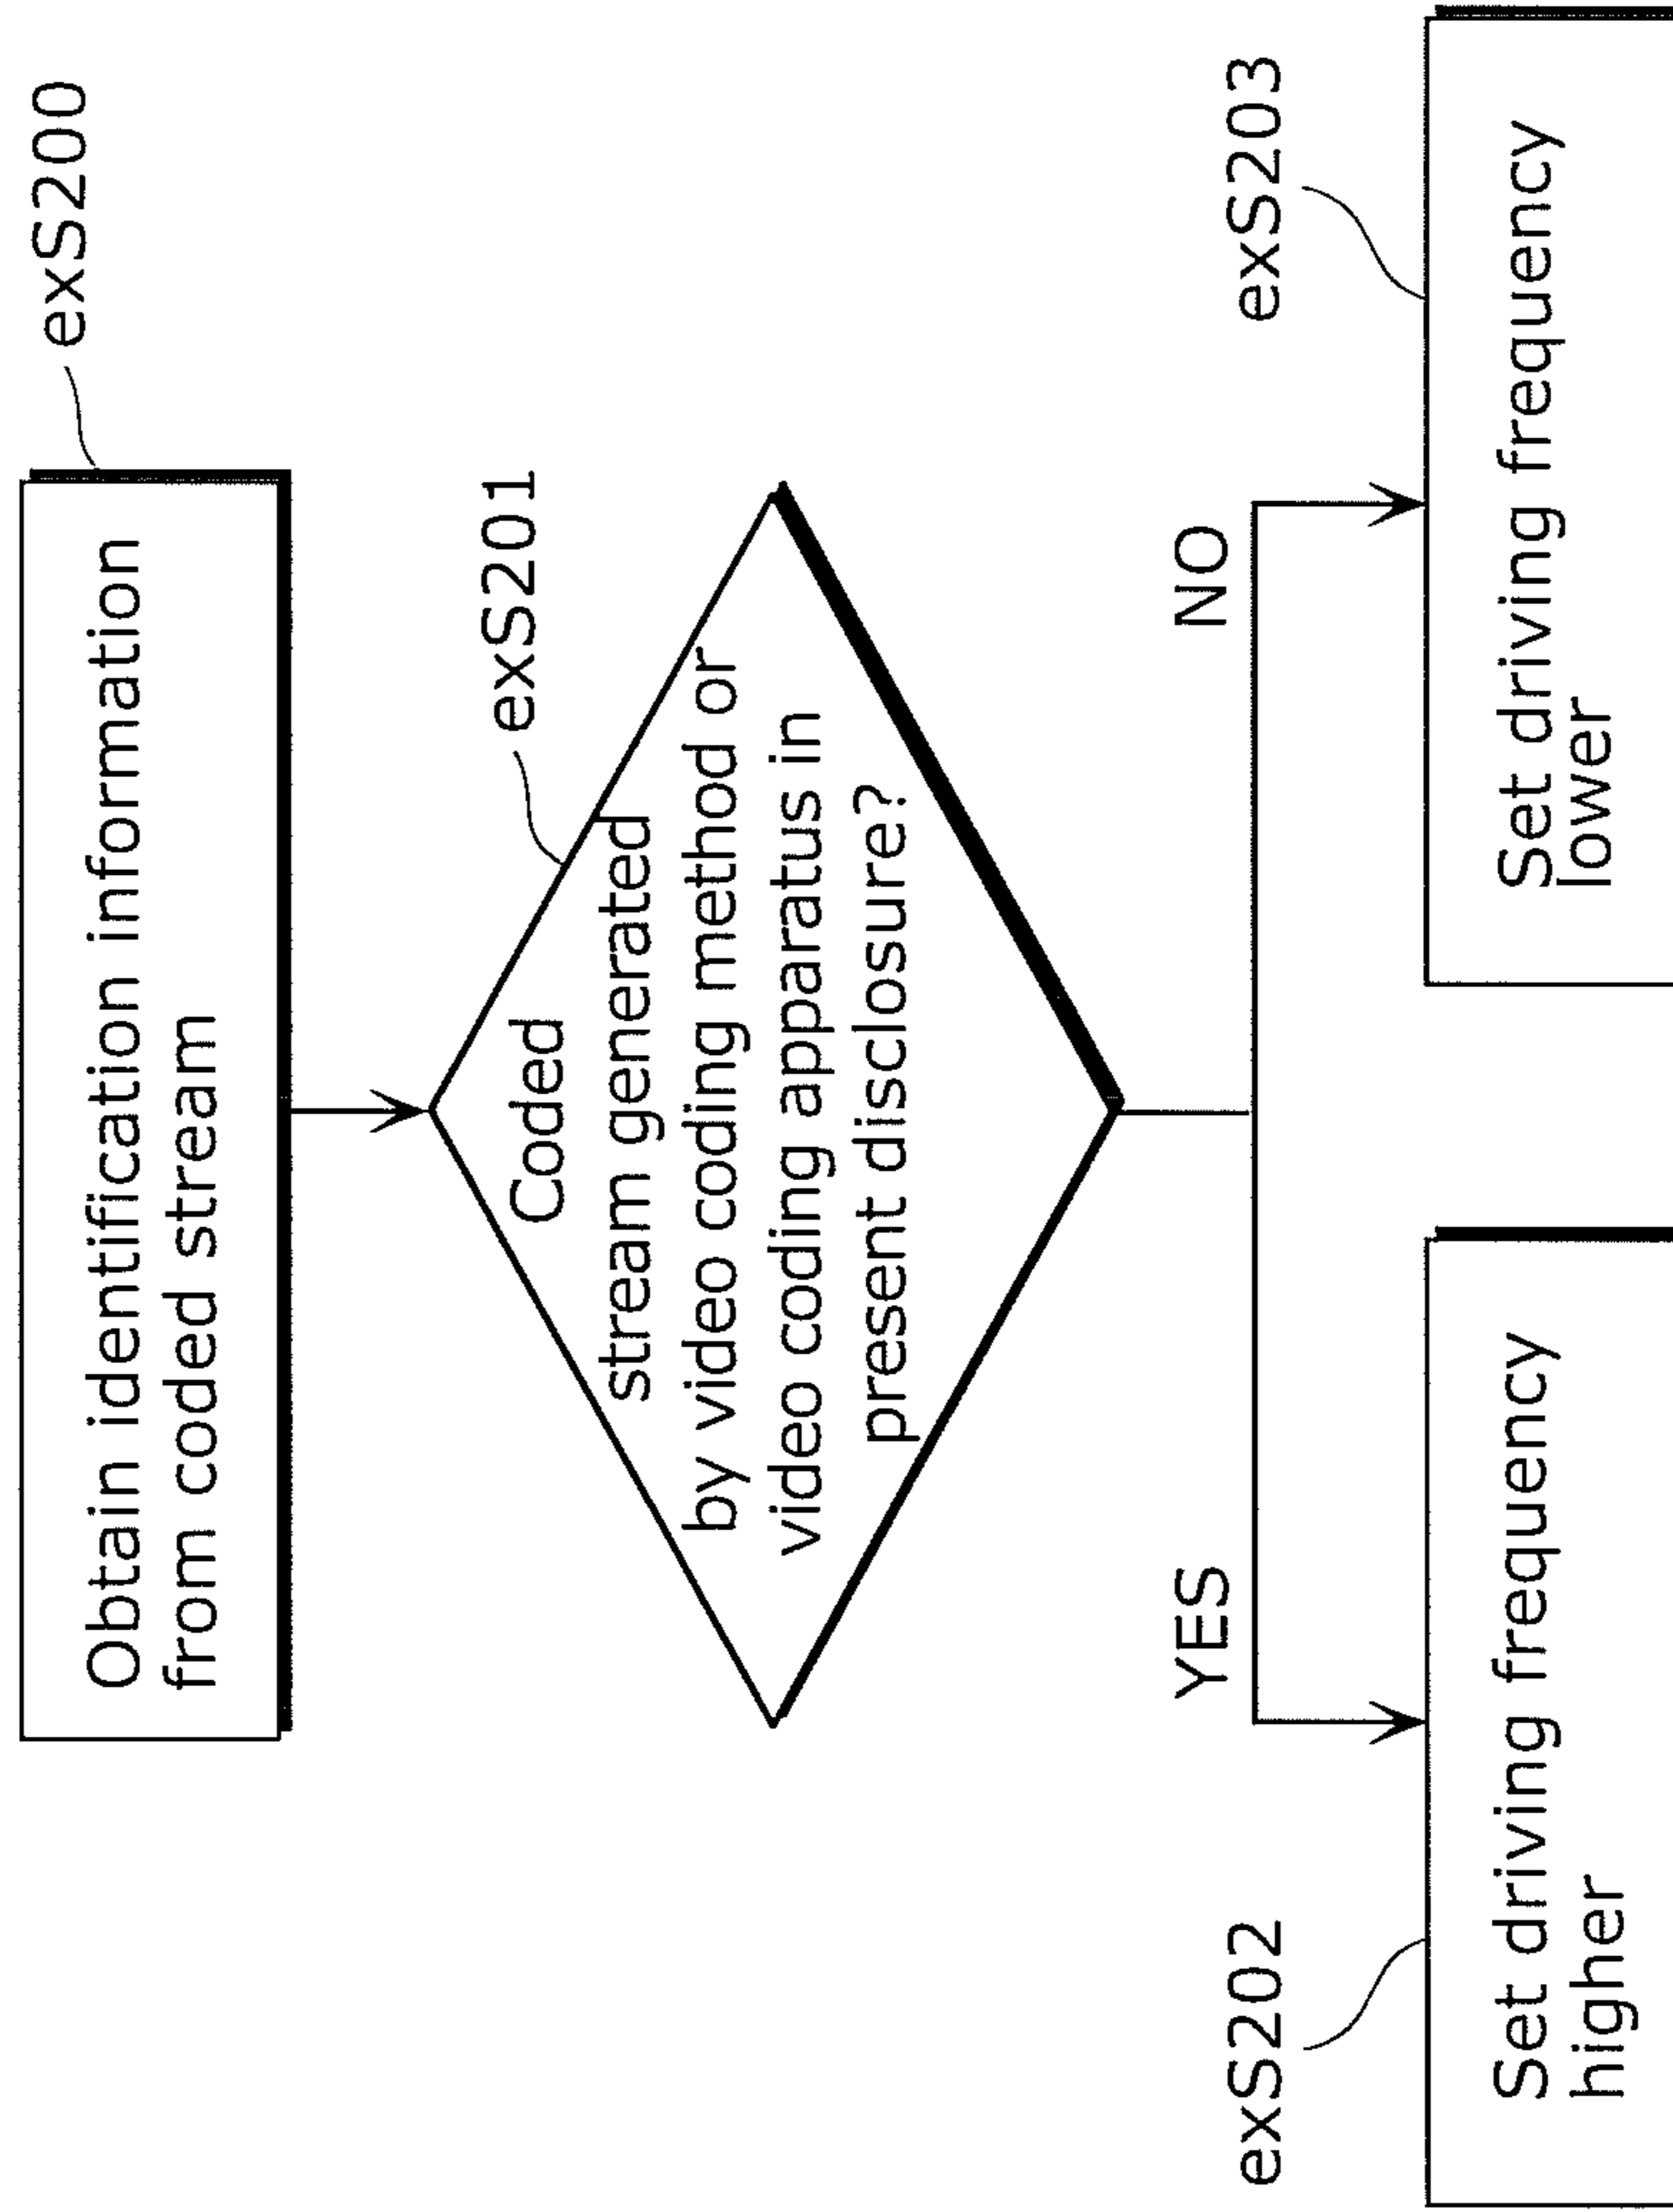 exS200
Obtain identification information
from coded stream
exS201
Coded
stream generated
by video coding method or
video coding apparatus in
present disclosure?
YES
NO
exS202
Set driving frequency
higher
exS203
Set driving frequency
lower